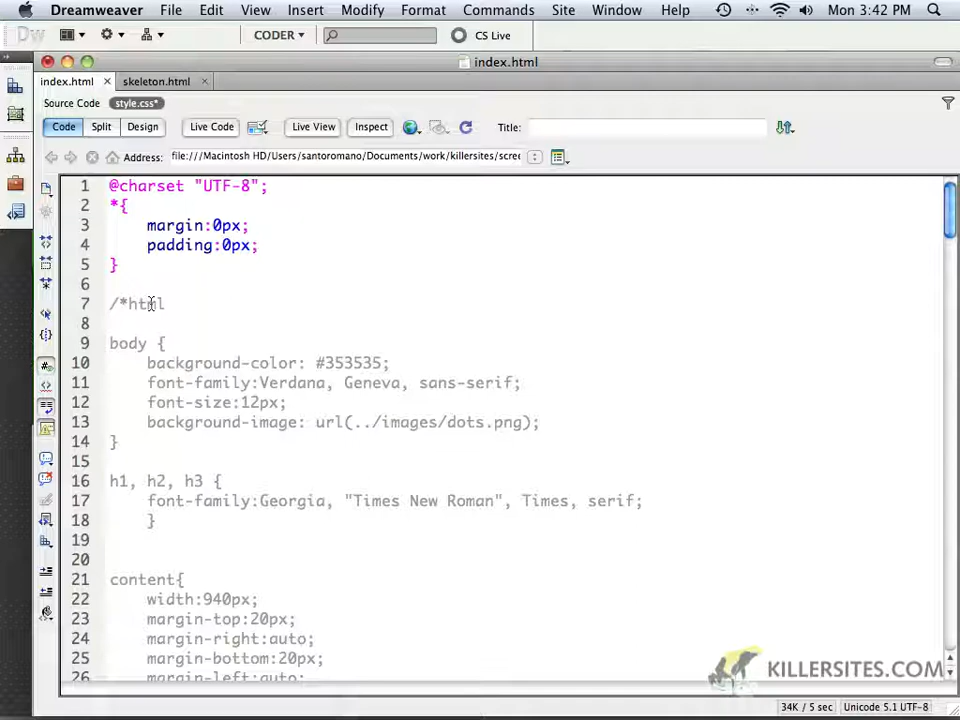 Dreamweaver File Edit View Insert Modify Format Commands Site Window Help Mon 3:42 PM
Dw CODER CS Live
index.html
index.html skeleton.html
Source Code style.css*
Code Split Design Live Code Live View Inspect Title:
Address: file:///Macintosh HD/Users/santoromano/Documents/work/killersites/scree
1 @charset "UTF-8";
2 *{
3 margin:0px;
4 padding:0px;
5 }
6
7 /*html
8
9 body {
10 background-color: #353535;
11 font-family:Verdana, Geneva, sans-serif;
12 font-size:12px;
13 background-image: url(../images/dots.png);
14 }
15
16 h1, h2, h3 {
17 font-family:Georgia, "Times New Roman", Times, serif;
18 }
19
20
21 content{
22 width:940px;
23 margin-top:20px;
24 margin-right:auto;
25 margin-bottom:20px;
26 margin-left:auto;
KILLERSITES.COM
34K / 5 sec Unicode 5.1 UTF-8